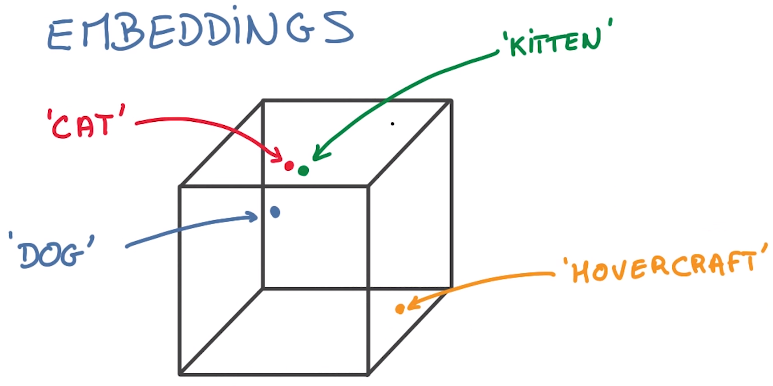 EMBEDDINGS
'KITTEN'
'CAT'
'DOG'
'HOVERCRAFT'